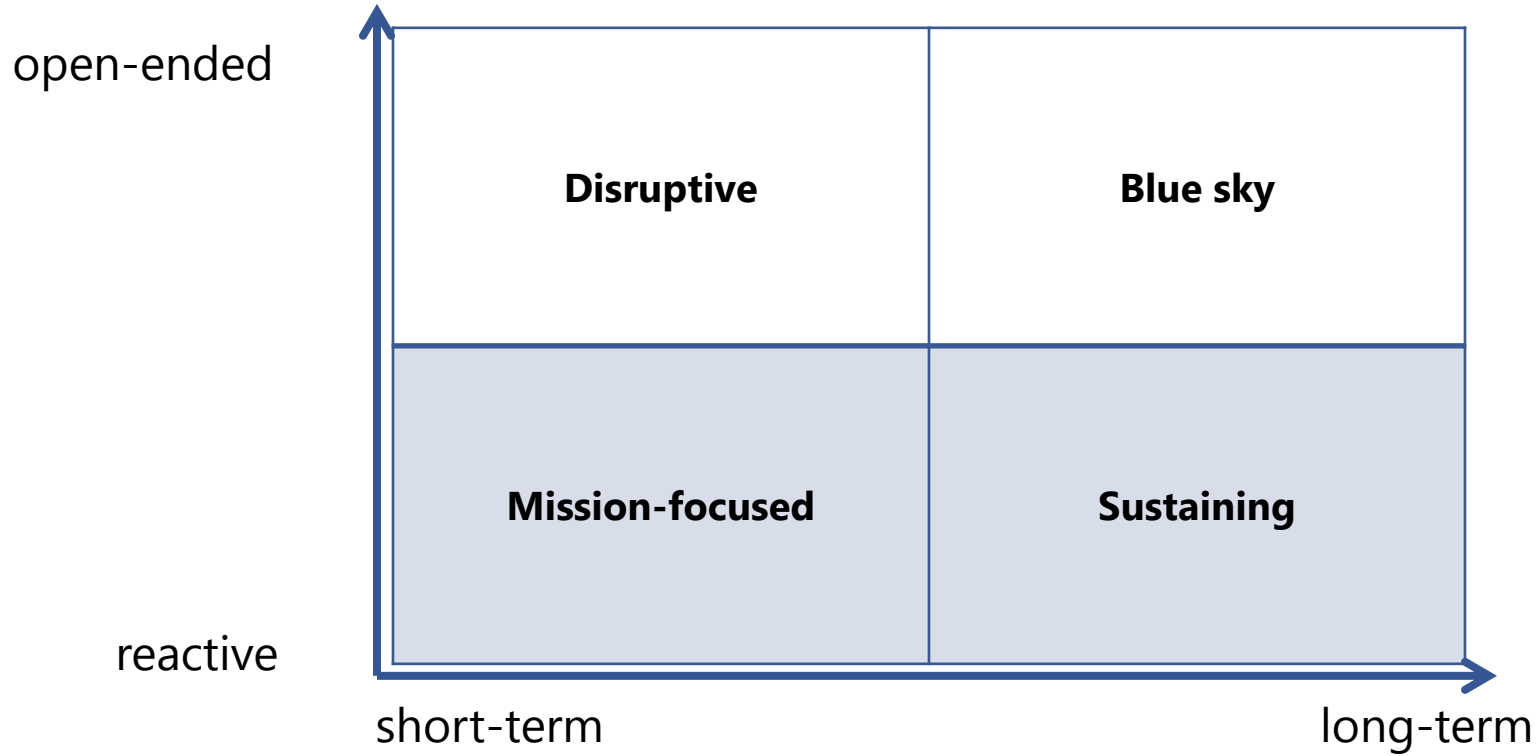 open-ended
Disruptive
Blue sky
Mission-focused
Sustaining
reactive
short-term
long-term